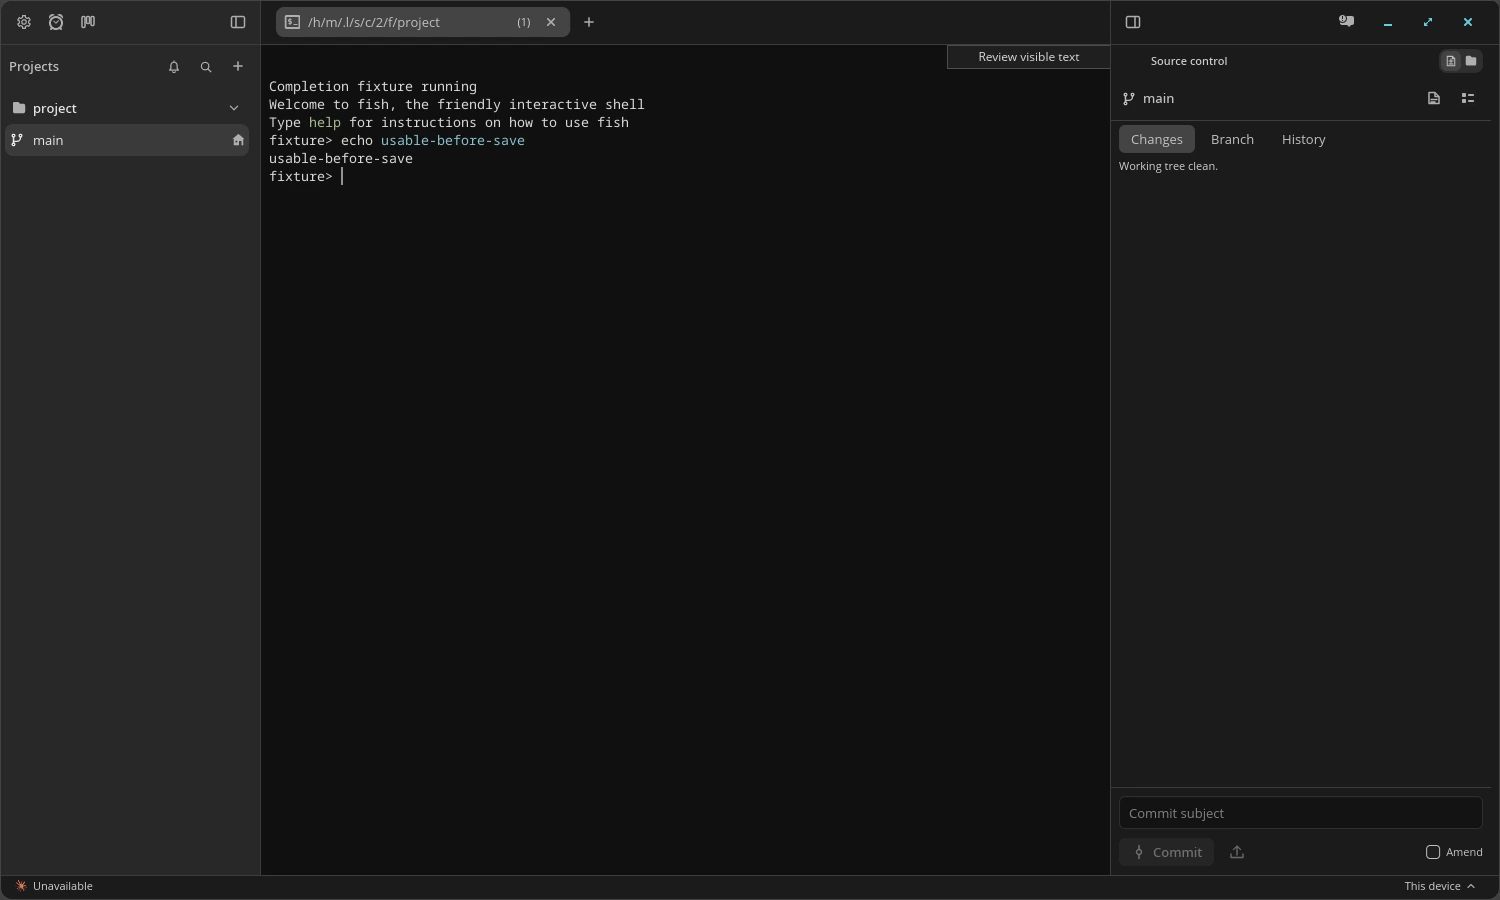 /h/m/.l/s/c/2/f/project (1)
Projects
project
main
Review visible text
Completion fixture running
Welcome to fish, the friendly interactive shell
Type help for instructions on how to use fish
fixture> echo usable-before-save
usable-before-save
fixture>
Source control
main
Changes Branch History
Working tree clean.
Commit subject
Commit
Amend
Unavailable
This device